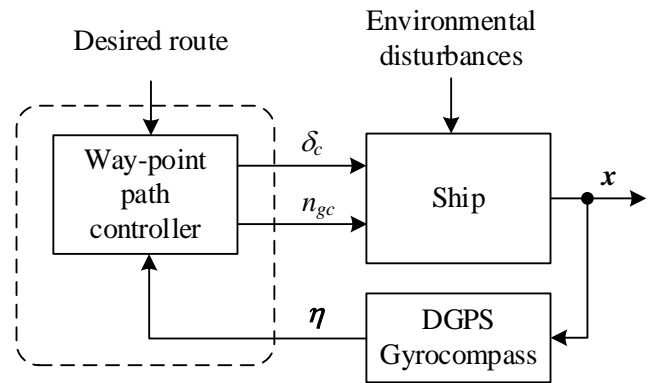 Desired route
Environmental
disturbances
Way-point
path
controller
δc
ngc
Ship
x
η
DGPS
Gyrocompass